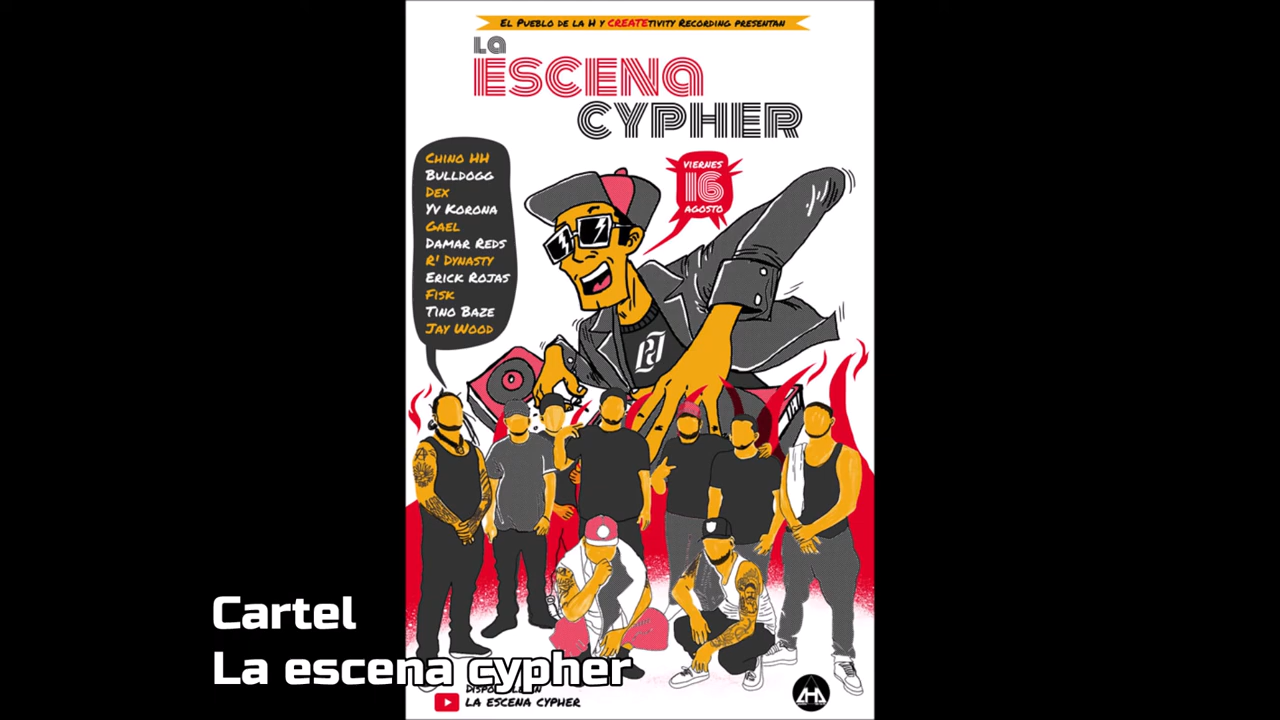 El Pueblo de la H y CREATEtivity Recording presentan
La
ESCENA
CYPHER
Chino HH
Bulldogg
Dex
Yv Korona
Gael
Damar Reds
R' Dynasty
Erick Rojas
Fisk
Tino Baze
Jay Wood
VIERNES
16
AGOSTO
Cartel
La escena cypher
LA ESCENA CYPHER